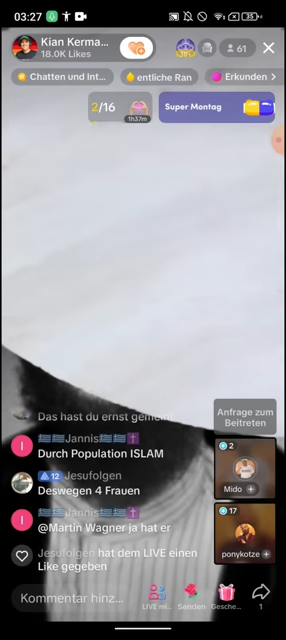 03:27
35
Kian Kerma...
18.0K Likes
61
Chatten und Int...
entliche Ran
Erkunden
2/16
1h37m
Super Montag
Das hast du ernst gemeint
Anfrage zum
Beitreten
🇬🇷🇬🇷Jannis🇬🇷🇬🇷✝️
Durch Population ISLAM
12 Jesufolgen
Deswegen 4 Frauen
🇬🇷🇬🇷Jannis🇬🇷🇬🇷✝️
@Martin Wagner ja hat er
Jesufolgen hat dem LIVE einen
Like gegeben
2
Mido +
17
ponykotze +
Kommentar hinz...
LIVE mi...
Senden
Gesche...
1